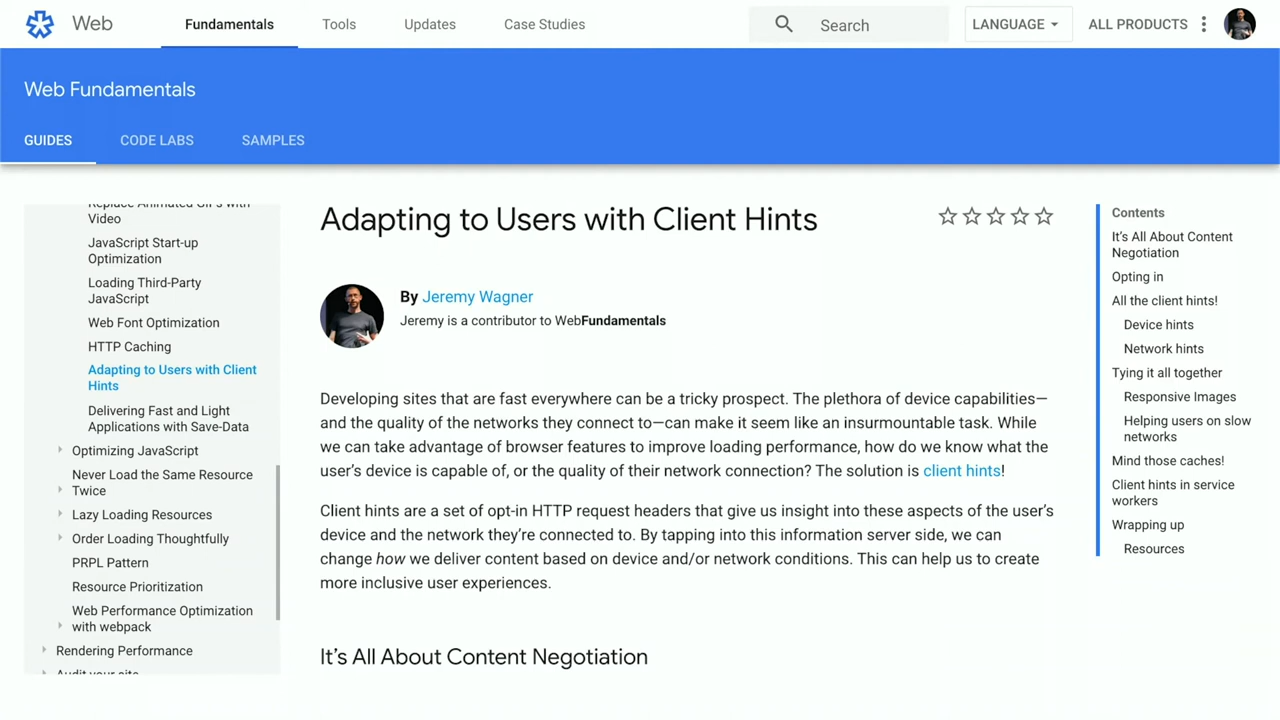 Web
Fundamentals
Tools
Updates
Case Studies
Search
LANGUAGE
ALL PRODUCTS
Web Fundamentals
GUIDES
CODE LABS
SAMPLES
Replace Animated GIFs with
Video
JavaScript Start-up
Optimization
Loading Third-Party
JavaScript
Web Font Optimization
HTTP Caching
Adapting to Users with Client
Hints
Delivering Fast and Light
Applications with Save-Data
Optimizing JavaScript
Never Load the Same Resource
Twice
Lazy Loading Resources
Order Loading Thoughtfully
PRPL Pattern
Resource Prioritization
Web Performance Optimization
with webpack
Rendering Performance
Audit your site
Adapting to Users with Client Hints
By Jeremy Wagner
Jeremy is a contributor to WebFundamentals
Developing sites that are fast everywhere can be a tricky prospect. The plethora of device capabilities—
and the quality of the networks they connect to—can make it seem like an insurmountable task. While
we can take advantage of browser features to improve loading performance, how do we know what the
user's device is capable of, or the quality of their network connection? The solution is client hints!
Client hints are a set of opt-in HTTP request headers that give us insight into these aspects of the user's
device and the network they're connected to. By tapping into this information server side, we can
change how we deliver content based on device and/or network conditions. This can help us to create
more inclusive user experiences.
It's All About Content Negotiation
Contents
It's All About Content
Negotiation
Opting in
All the client hints!
Device hints
Network hints
Tying it all together
Responsive Images
Helping users on slow
networks
Mind those caches!
Client hints in service
workers
Wrapping up
Resources